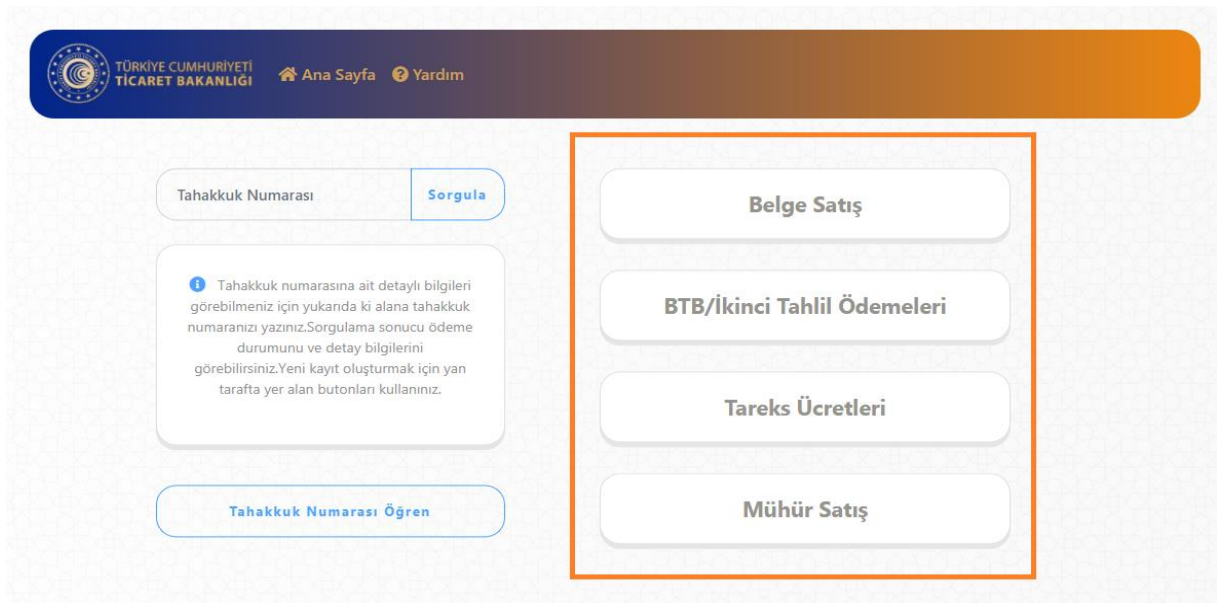 TÜRKİYE CUMHURİYETİ
TİCARET BAKANLIĞI
Ana Sayfa
Yardım
Tahakkuk Numarası
Sorgula
Tahakkuk numarasına ait detaylı bilgileri
görebilmeniz için yukarıda ki alana tahakkuk
numaranızı yazınız.Sorgulama sonucu ödeme
durumunu ve detay bilgilerini
görebilirsiniz.Yeni kayıt oluşturmak için yan
tarafta yer alan butonları kullanınız.
Tahakkuk Numarası Öğren
Belge Satış
BTB/İkinci Tahlil Ödemeleri
Tareks Ücretleri
Mühür Satış